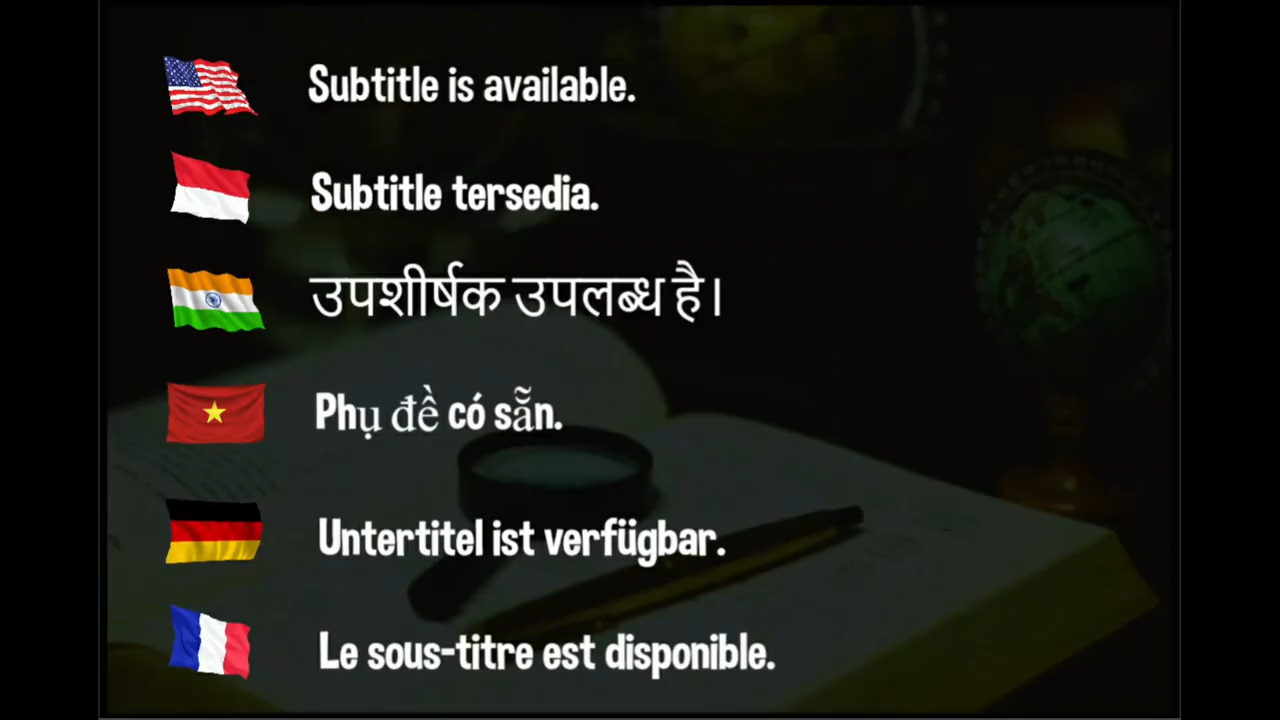 Subtitle is available.
Subtitle tersedia.
उपशीर्षक उपलब्ध है।
Phụ đề có sẵn.
Untertitel ist verfügbar.
Le sous-titre est disponible.